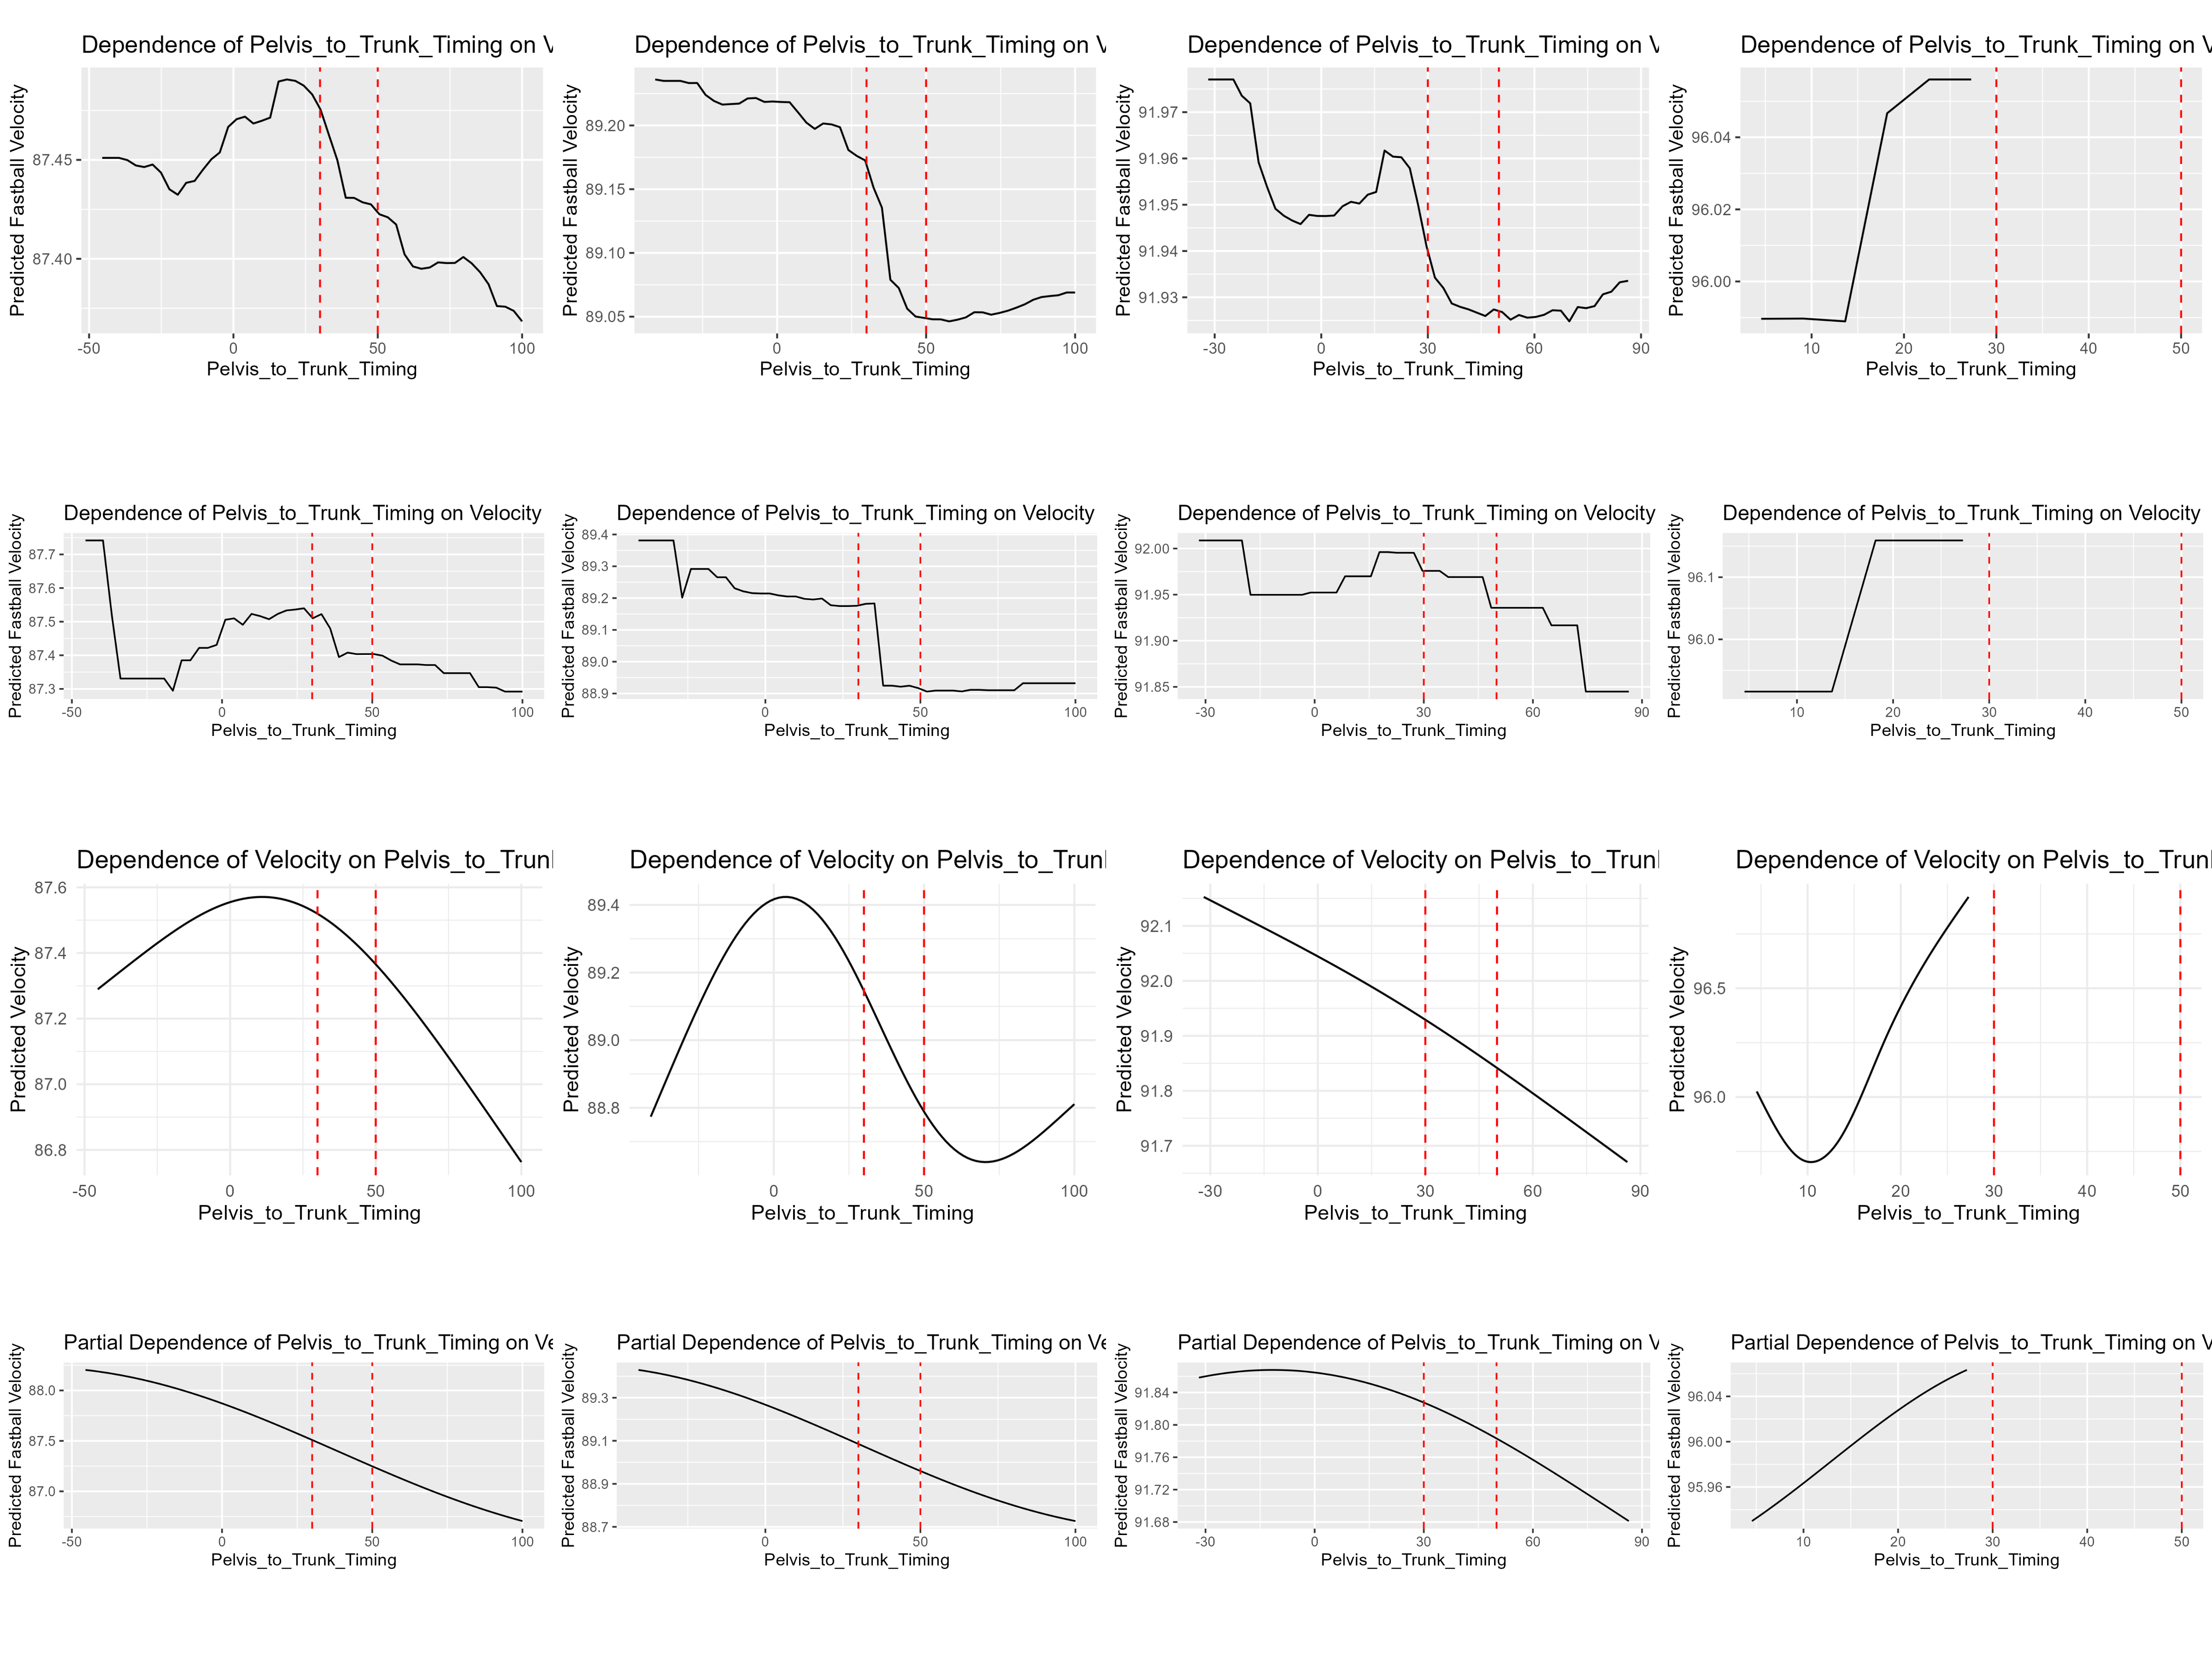 Dependence of Pelvis_to_Trunk_Timing on V
Predicted Fastball Velocity
87.45
87.40
-50 0 50 100
Pelvis_to_Trunk_Timing
Dependence of Pelvis_to_Trunk_Timing on V
Predicted Fastball Velocity
89.20
89.15
89.10
89.05
0 50 100
Pelvis_to_Trunk_Timing
Dependence of Pelvis_to_Trunk_Timing on V
Predicted Fastball Velocity
91.97
91.96
91.95
91.94
91.93
-30 0 30 60 90
Pelvis_to_Trunk_Timing
Dependence of Pelvis_to_Trunk_Timing on V
Predicted Fastball Velocity
96.04
96.02
96.00
10 20 30 40 50
Pelvis_to_Trunk_Timing
Dependence of Pelvis_to_Trunk_Timing on Velocity
Predicted Fastball Velocity
87.7
87.6
87.5
87.4
87.3
-50 0 50 100
Pelvis_to_Trunk_Timing
Dependence of Pelvis_to_Trunk_Timing on Velocity
Predicted Fastball Velocity
89.4
89.3
89.2
89.1
89.0
88.9
0 50 100
Pelvis_to_Trunk_Timing
Dependence of Pelvis_to_Trunk_Timing on Velocity
Predicted Fastball Velocity
92.00
91.95
91.90
91.85
-30 0 30 60 90
Pelvis_to_Trunk_Timing
Dependence of Pelvis_to_Trunk_Timing on Velocity
Predicted Fastball Velocity
96.1
96.0
10 20 30 40 50
Pelvis_to_Trunk_Timing
Dependence of Velocity on Pelvis_to_Trun
Predicted Velocity
87.6
87.4
87.2
87.0
86.8
-50 0 50 100
Pelvis_to_Trunk_Timing
Dependence of Velocity on Pelvis_to_Trun
Predicted Velocity
89.4
89.2
89.0
88.8
0 50 100
Pelvis_to_Trunk_Timing
Dependence of Velocity on Pelvis_to_Trun
Predicted Velocity
92.1
92.0
91.9
91.8
91.7
-30 0 30 60 90
Pelvis_to_Trunk_Timing
Dependence of Velocity on Pelvis_to_Trun
Predicted Velocity
96.5
96.0
10 20 30 40 50
Pelvis_to_Trunk_Timing
Partial Dependence of Pelvis_to_Trunk_Timing on Ve
Predicted Fastball Velocity
88.0
87.5
87.0
-50 0 50 100
Pelvis_to_Trunk_Timing
Partial Dependence of Pelvis_to_Trunk_Timing on Ve
Predicted Fastball Velocity
89.3
89.1
88.9
88.7
0 50 100
Pelvis_to_Trunk_Timing
Partial Dependence of Pelvis_to_Trunk_Timing on V
Predicted Fastball Velocity
91.84
91.80
91.76
91.72
91.68
-30 0 30 60 90
Pelvis_to_Trunk_Timing
Partial Dependence of Pelvis_to_Trunk_Timing on V
Predicted Fastball Velocity
96.04
96.00
95.96
10 20 30 40 50
Pelvis_to_Trunk_Timing